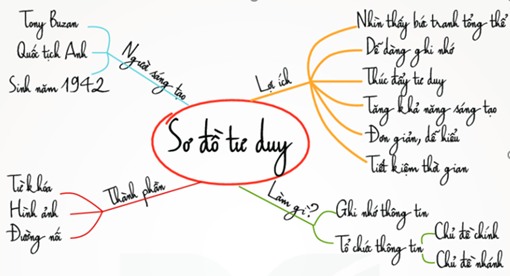 Tony Buzan
Quốc tịch Anh
Sinh năm 1942
Người sáng tạo
Lợi ích
Nhìn thấy bức tranh tổng thể
Dễ dàng ghi nhớ
Thúc đẩy tư duy
Tăng khả năng sáng tạo
Đơn giản, dễ hiểu
Tiết kiệm thời gian
Sơ đồ tư duy
Thành phần
Từ khóa
Hình ảnh
Đường nối
Làm gì?
Ghi nhớ thông tin
Tổ chức thông tin
Chủ đề chính
Chủ đề nhánh